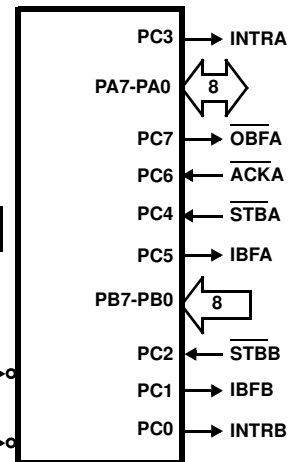 PC3 INTRA
PA7-PA0 8
PC7 OBFA
PC6 ACKA
PC4 STBA
PC5 IBFA
PB7-PB0 8
PC2 STBB
PC1 IBFB
PC0 INTRB